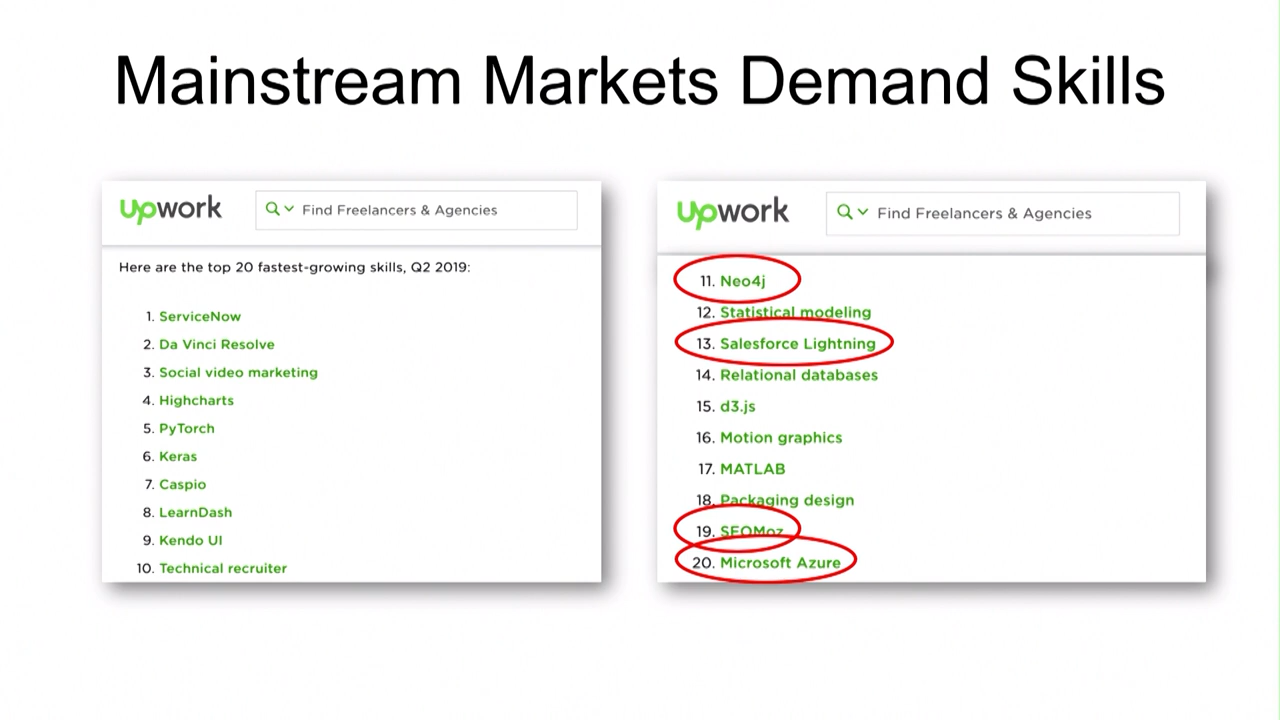 Mainstream Markets Demand Skills
upwork
Find Freelancers & Agencies
Here are the top 20 fastest-growing skills, Q2 2019:
1. ServiceNow
2. Da Vinci Resolve
3. Social video marketing
4. Highcharts
5. PyTorch
6. Keras
7. Caspio
8. LearnDash
9. Kendo UI
10. Technical recruiter
upwork
Find Freelancers & Agencies
11. Neo4j
12. Statistical modeling
13. Salesforce Lightning
14. Relational databases
15. d3.js
16. Motion graphics
17. MATLAB
18. Packaging design
19. SEOMoz
20. Microsoft Azure